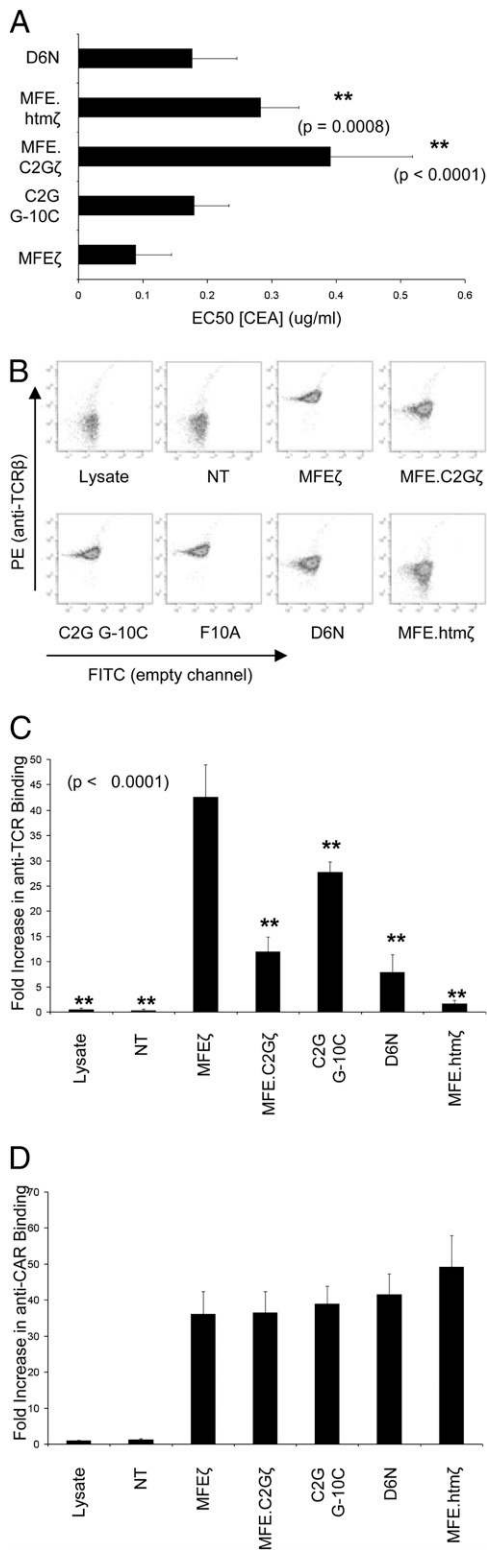 A
D6N
MFE.
htmζ
**
(p = 0.0008)
MFE.
C2Gζ
**
(p < 0.0001)
C2G
G-10C
MFEζ
0 0.1 0.2 0.3 0.4 0.5 0.6
EC50 [CEA] (ug/ml)
B
PE (anti-TCRβ)
Lysate NT MFEζ MFE.C2Gζ
C2G G-10C F10A D6N MFE.htmζ
FITC (empty channel)
C
Fold Increase in anti-TCR Binding
50
45
40
35
30
25
20
15
10
5
0
(p < 0.0001)
** ** ** ** ** **
Lysate
NT
MFEζ
MFE.C2Gζ
C2G
G-10C
D6N
MFE.htmζ
D
Fold Increase in anti-CAR Binding
70
60
50
40
30
20
10
0
Lysate
NT
MFEζ
MFE.C2Gζ
C2G
G-10C
D6N
MFE.htmζ